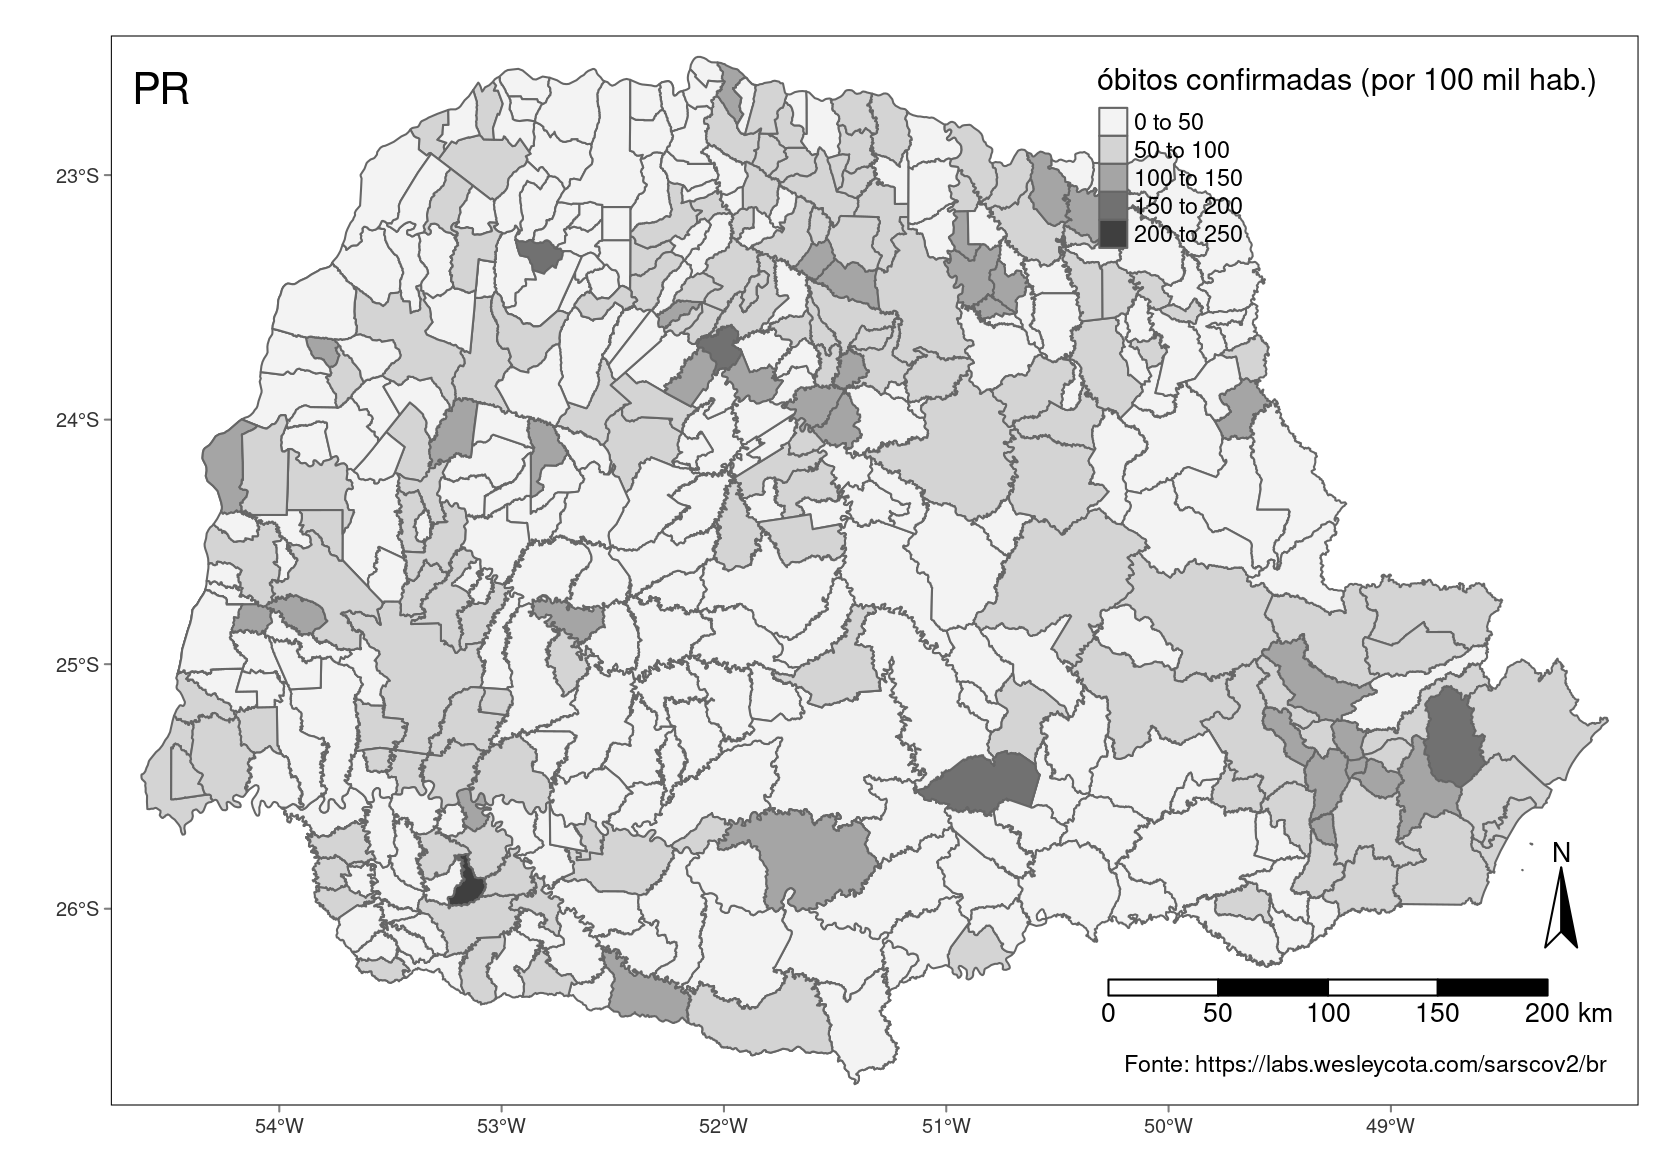 PR
óbitos confirmadas (por 100 mil hab.)
0 to 50
50 to 100
100 to 150
150 to 200
200 to 250
23°S
24°S
25°S
26°S
N
0 50 100 150 200 km
Fonte: https://labs.wesleycota.com/sarscov2/br
54°W 53°W 52°W 51°W 50°W 49°W